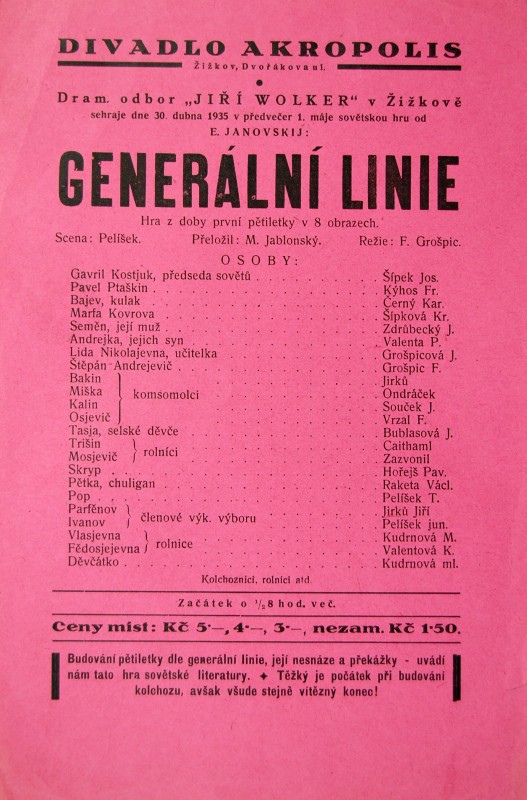 DIVADLO AKROPOLIS
Žižkov, Dvořákova ul.
Dram. odbor „JIŘÍ WOLKER" v Žižkově
sehraje dne 30. dubna 1935 v předvečer 1. máje sovětskou hru od
E. JANOVSKIJ:
GENERÁLNÍ LINIE
Hra z doby první pětiletky v 8 obrazech.
Scena: Pelíšek. Přeložil: M. Jablonský. Režie: F. Grošpic.
OSOBY:
Gavril Kostjuk, předseda sovětů . . . . . Šípek Jos.
Pavel Ptaškin . . . . . Kýhos Fr.
Bajev, kulak . . . . . Černý Kar.
Marfa Kovrova . . . . . Šípková Kr.
Seměn, její muž . . . . . Zdrůbecký J.
Andrejka, jejich syn . . . . . Valenta P.
Lida Nikolajevna, učitelka . . . . . Grošpicová J.
Štěpán Andrejevič . . . . . Grošpic F.
Bakin Jirků
Miška komsomolci Ondráček
Kalin Souček J.
Osjevič Vrzal F.
Tasja, selské děvče . . . . . Bublasová J.
Trišin Caithaml
Mosjevič rolníci Zazvonil
Skryp . . . . . Hořejš Pav.
Pětka, chuligan . . . . . Raketa Václ.
Pop . . . . . Pelíšek T.
Parfěnov Jirků Jiří
Ivanov členové výk. výboru Pelíšek jun.
Vlasjevna Kudrnová M.
Fědosjejevna rolnice Valentová K.
Děvčátko . . . . . Kudrnová ml.
Kolchozníci, rolníci atd.
Začátek o ½8 hod. več.
Ceny míst: Kč 5·—, 4·—, 3·—, nezam. Kč 1·50.
Budování pětiletky dle generální linie, její nesnáze a překážky - uvádí
nám tato hra sovětské literatury. ✦ Těžký je počátek při budování
kolchozu, avšak všude stejně vítězný konec!